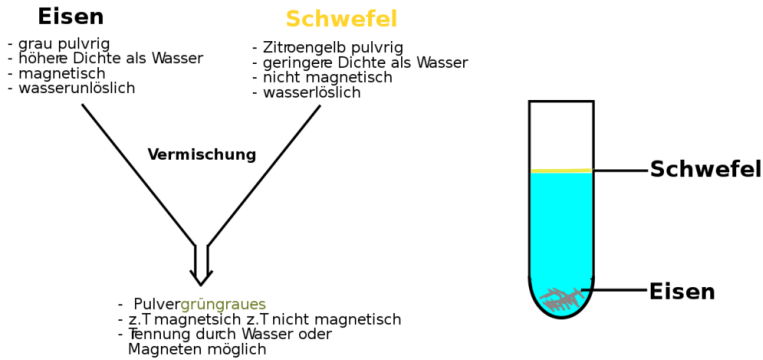 Eisen
- grau pulvrig
- höhere Dichte als Wasser
- magnetisch
- wasserunlöslich
Schwefel
- Zitroengelb pulvrig
- geringere Dichte als Wasser
- nicht magnetisch
- wasserlöslich
Vermischung
- Pulvergrüngraues
- z.T magnetsich z.T nicht magnetisch
- Trennung durch Wasser oder
Magneten möglich
Schwefel
Eisen